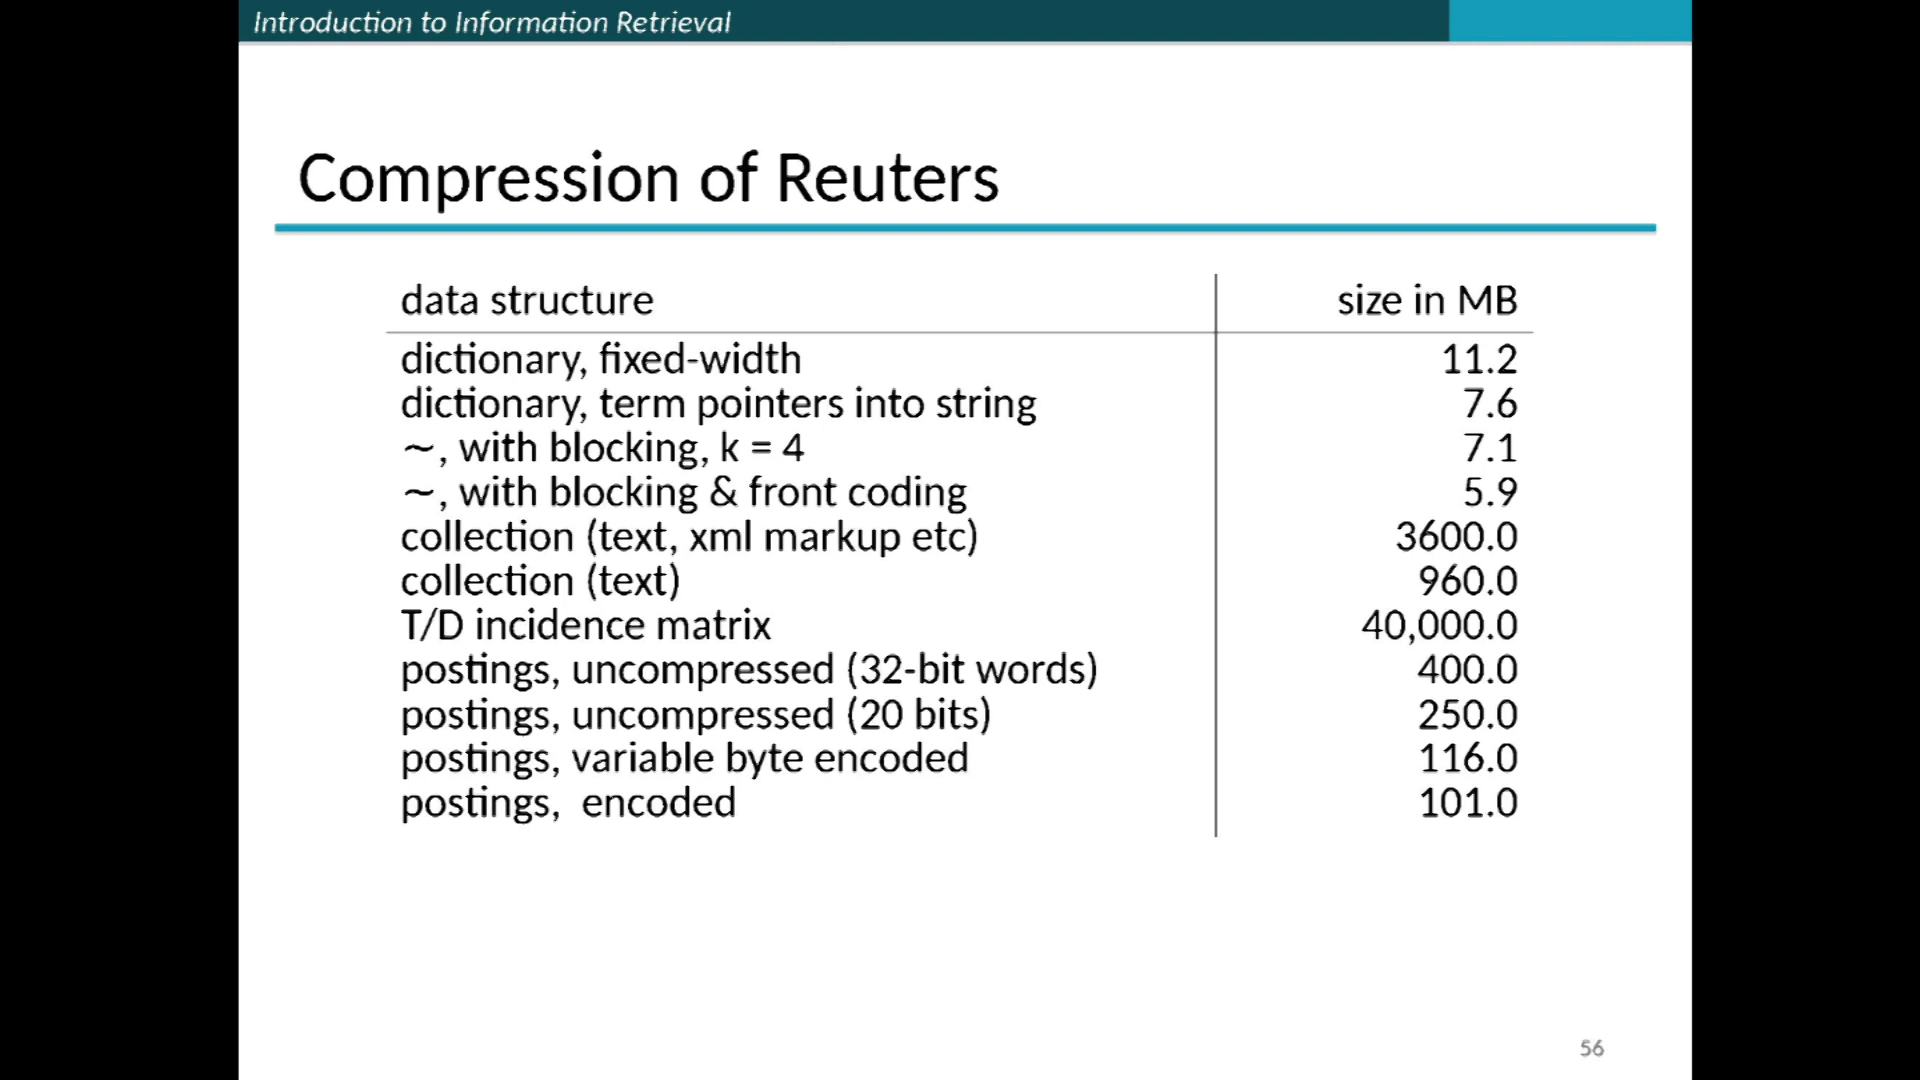 Introduction to Information Retrieval
Compression of Reuters
data structure size in MB
dictionary, fixed-width 11.2
dictionary, term pointers into string 7.6
∼, with blocking, k = 4 7.1
∼, with blocking & front coding 5.9
collection (text, xml markup etc) 3600.0
collection (text) 960.0
T/D incidence matrix 40,000.0
postings, uncompressed (32-bit words) 400.0
postings, uncompressed (20 bits) 250.0
postings, variable byte encoded 116.0
postings,  encoded 101.0
56